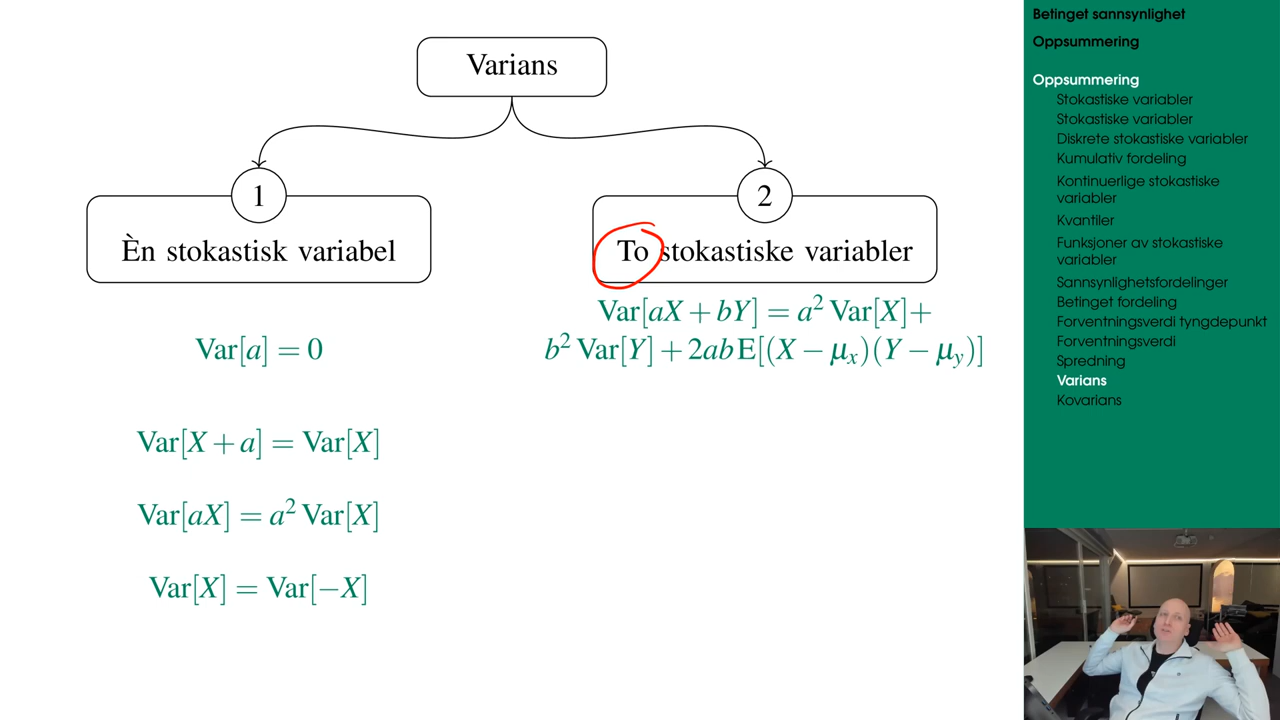 Varians
1
2
Èn stokastisk variabel
To stokastiske variabler
Var[a] = 0
Var[X + a] = Var[X]
Var[aX] = a² Var[X]
Var[X] = Var[−X]
Var[aX + bY] = a² Var[X]+
b² Var[Y] + 2ab E[(X − μₓ)(Y − μ_y)]
Betinget sannsynlighet
Oppsummering
Oppsummering
Stokastiske variabler
Stokastiske variabler
Diskrete stokastiske variabler
Kumulativ fordeling
Kontinuerlige stokastiske
variabler
Kvantiler
Funksjoner av stokastiske
variabler
Sannsynlighetsfordelinger
Betinget fordeling
Forventningsverdi tyngdepunkt
Forventningsverdi
Spredning
Varians
Kovarians